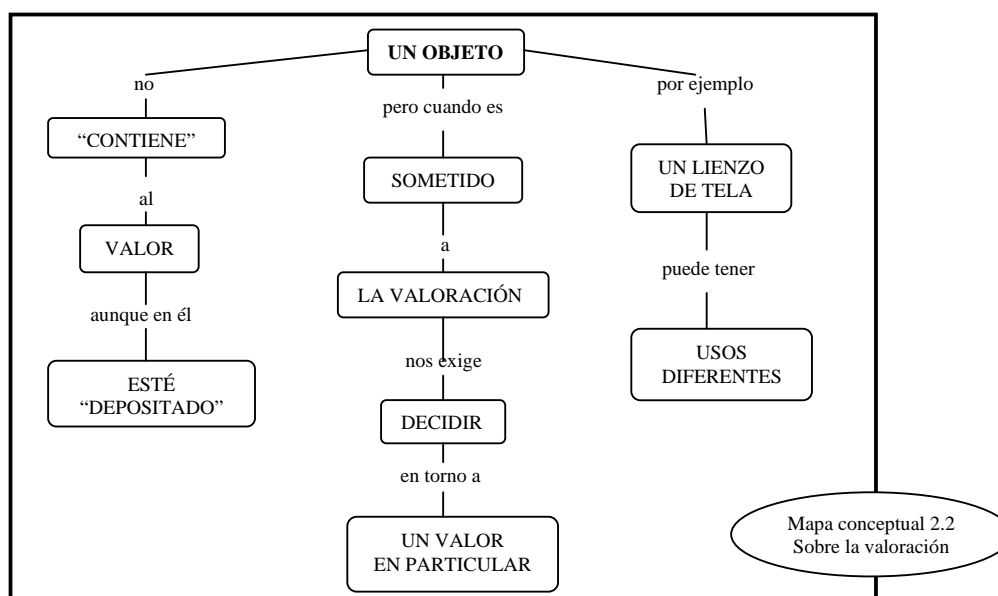 UN OBJETO
no
“CONTIENE”
al
VALOR
aunque en él
ESTÉ
“DEPOSITADO”
pero cuando es
SOMETIDO
a
LA VALORACIÓN
nos exige
DECIDIR
en torno a
UN VALOR
EN PARTICULAR
por ejemplo
UN LIENZO
DE TELA
puede tener
USOS
DIFERENTES
Mapa conceptual 2.2
Sobre la valoración